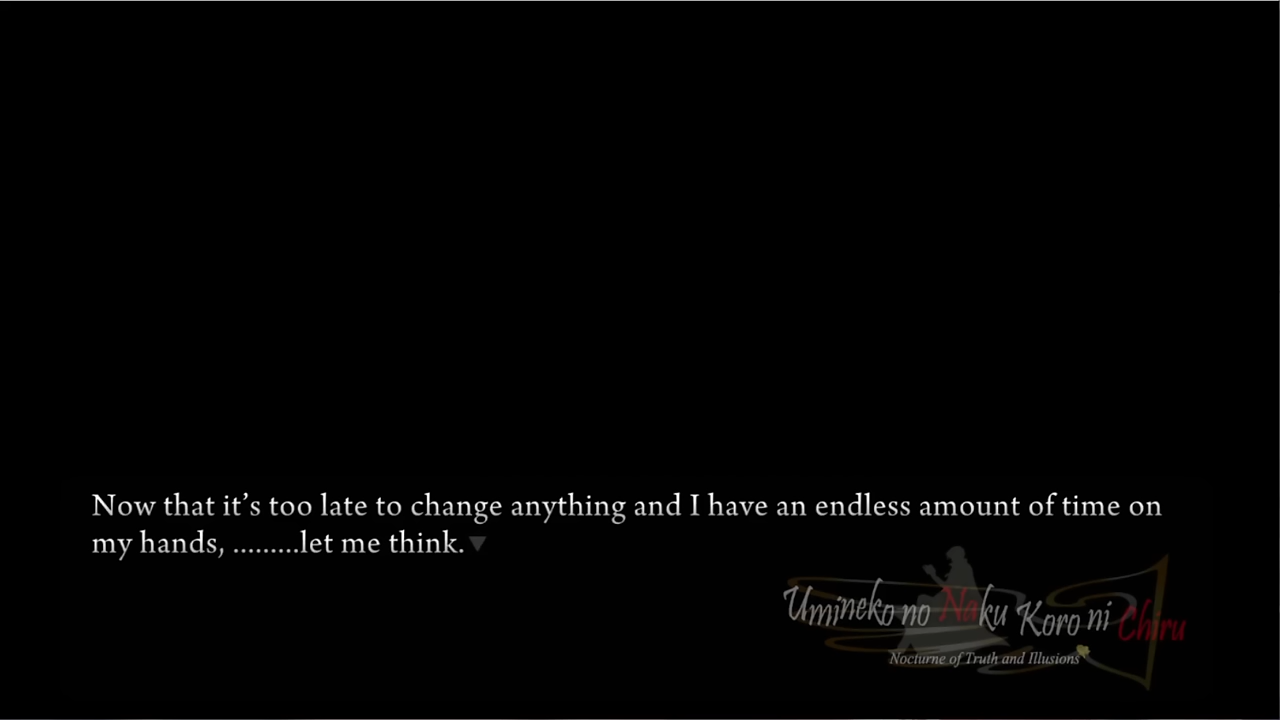 Now that it's too late to change anything and I have an endless amount of time on
my hands, .........let me think.
Umineko no Naku Koro ni Chiru
Nocturne of Truth and Illusions